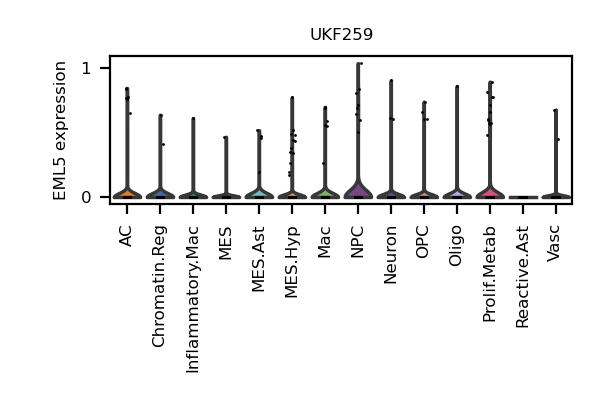 UKF259
EML5 expression
1
0
AC
Chromatin.Reg
Inflammatory.Mac
MES
MES.Ast
MES.Hyp
Mac
NPC
Neuron
OPC
Oligo
Prolif.Metab
Reactive.Ast
Vasc